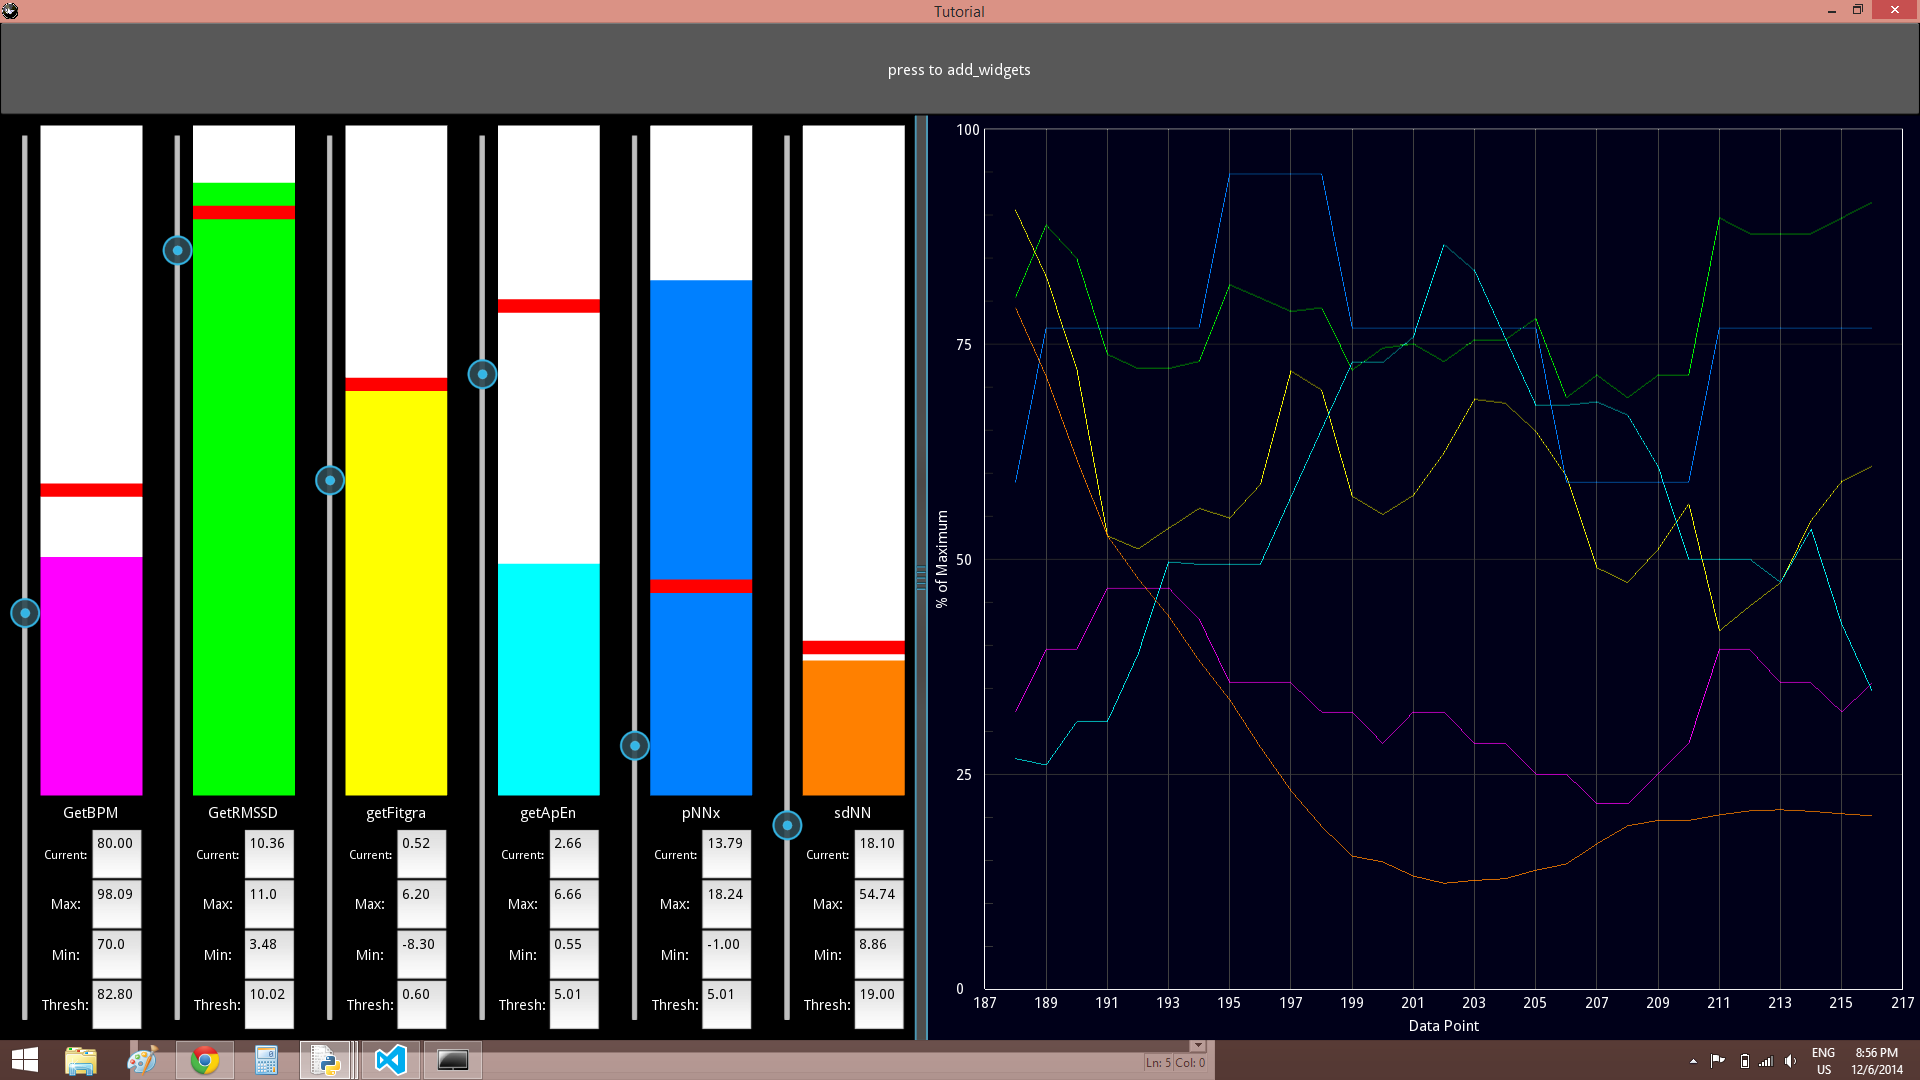 Tutorial
press to add_widgets
GetBPM
Current: 80.00
Max: 98.09
Min: 70.0
Thresh: 82.80
GetRMSSD
Current: 10.36
Max: 11.0
Min: 3.48
Thresh: 10.02
getFitgra
Current: 0.52
Max: 6.20
Min: -8.30
Thresh: 0.60
getApEn
Current: 2.66
Max: 6.66
Min: 0.55
Thresh: 5.01
pNNx
Current: 13.79
Max: 18.24
Min: -1.00
Thresh: 5.01
sdNN
Current: 18.10
Max: 54.74
Min: 8.86
Thresh: 19.00
% of Maximum
100
75
50
25
0
187 189 191 193 195 197 199 201 203 205 207 209 211 213 215 217
Data Point
Ln: 5 Col: 0
ENG
US
8:56 PM
12/6/2014